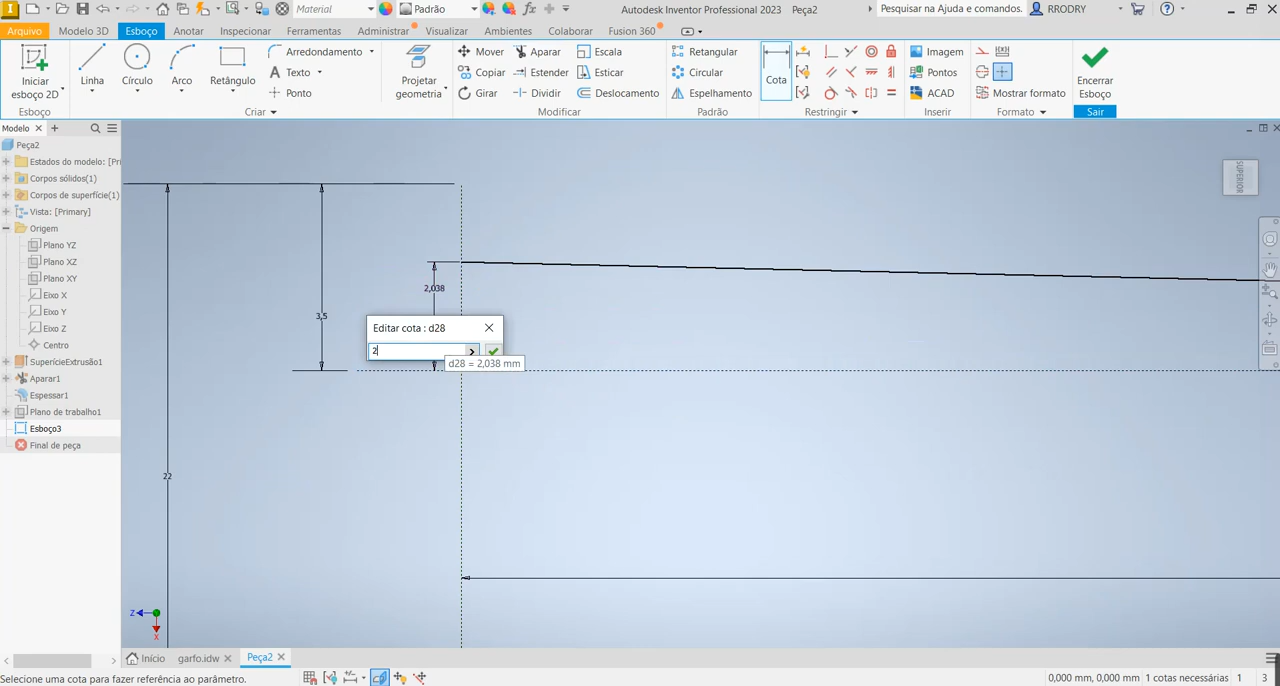 I PRO Material Padrão fx Autodesk Inventor Professional 2023 Peça2 Pesquisar na Ajuda e comandos. RRODRY
Arquivo Modelo 3D Esboço Anotar Inspecionar Ferramentas Administrar Visualizar Ambientes Colaborar Fusion 360
Iniciar esboço 2D
Linha
Círculo
Arco
Retângulo
Arredondamento
Texto
Ponto
Projetar geometria
Mover Aparar Escala
Copiar Estender Esticar
Girar Dividir Deslocamento
Retangular
Circular
Espelhamento
Cota
Imagem
Pontos
ACAD
Mostrar formato
Encerrar Esboço
Esboço Criar Modificar Padrão Restringir Inserir Formato Sair
Modelo
Peça2
Estados do modelo: [Pri
Corpos sólidos(1)
Corpos de superfície(1)
Vista: [Primary]
Origem
Plano YZ
Plano XZ
Plano XY
Eixo X
Eixo Y
Eixo Z
Centro
SuperfícieExtrusão1
Aparar1
Espessar1
Plano de trabalho1
Esboço3
Final de peça
SUPERIOR
2,038
3,5
Editar cota : d28
2
d28 = 2,038 mm
22
Z
X
Início garfo.idw Peça2
Selecione uma cota para fazer referência ao parâmetro. 0,000 mm, 0,000 mm 1 cotas necessárias 1 3